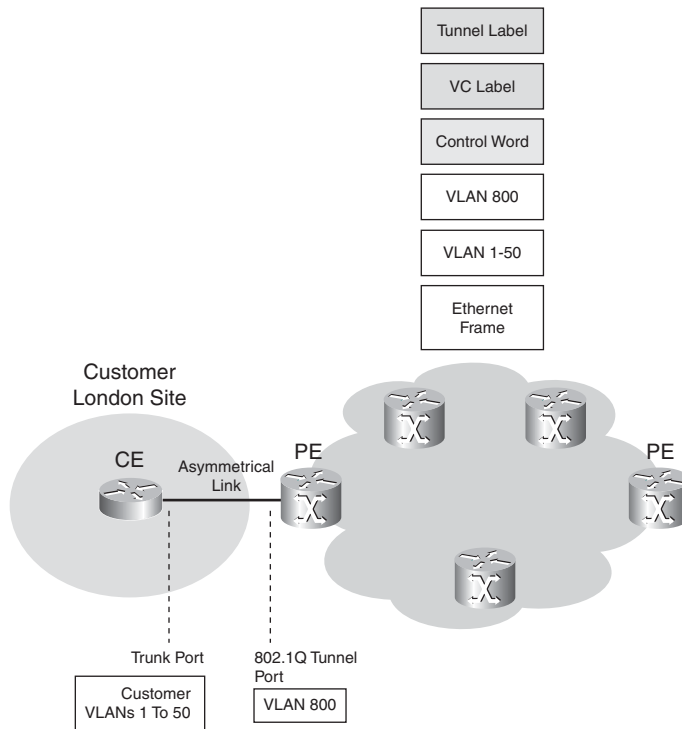 Tunnel Label
VC Label
Control Word
VLAN 800
VLAN 1-50
Ethernet
Frame
Customer
London Site
CE
Asymmetrical
Link
PE
PE
Trunk Port
802.1Q Tunnel
Port
Customer
VLANs 1 To 50
VLAN 800